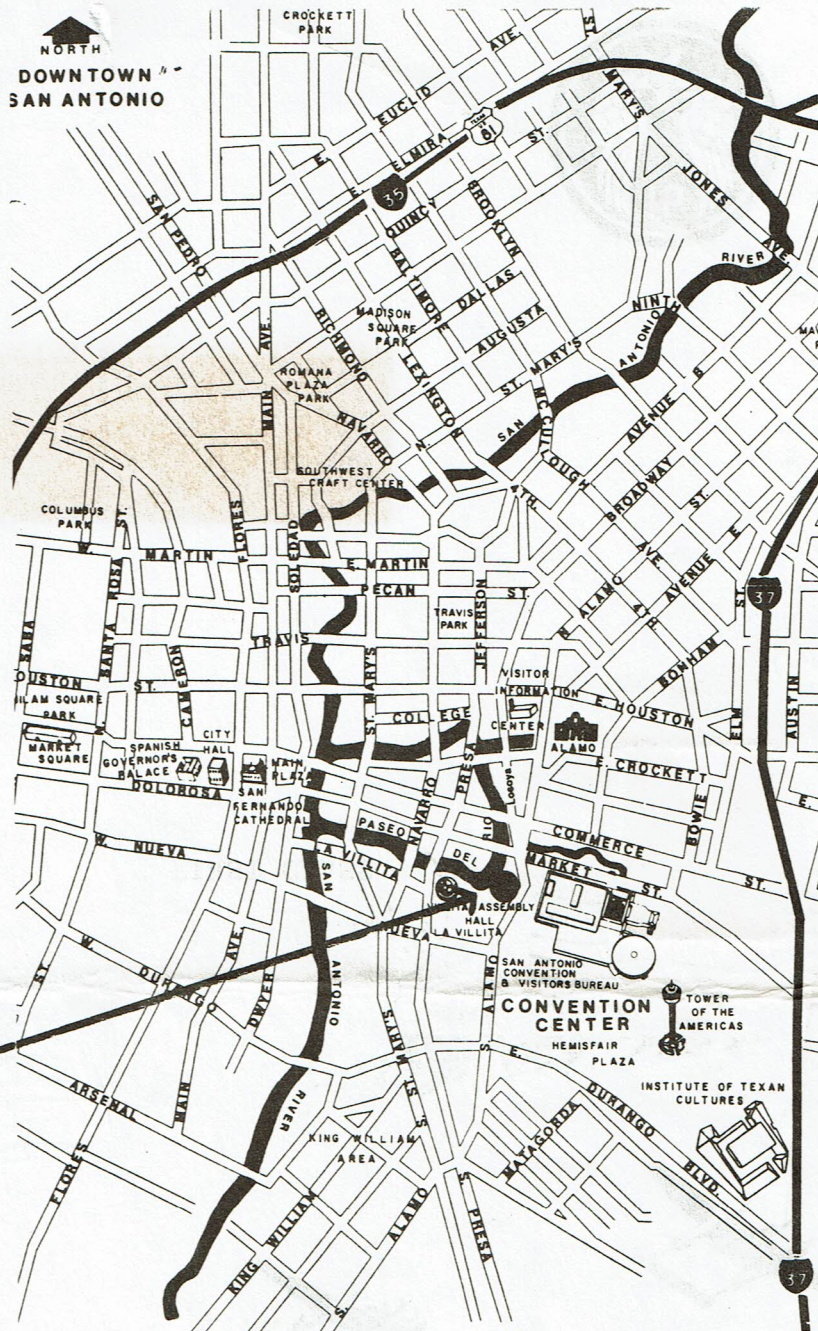 NORTH
DOWNTOWN
SAN ANTONIO
CROCKETT
PARK
AVE.
ST.
MARY'S
E. EUCLID
E. ELMIRA
81
ST.
35
QUINCY
BROOKLYN
JONES
AVE.
SAN PEDRO
BALTIMORE
DALLAS
RIVER
NINTH
MADISON
SQUARE
PARK
RICHMOND
AUGUSTA
AVE.
ROMANA
PLAZA
PARK
LEXINGTON
ST. MARY'S
N.
ANTONIO
SAN
MAIN
NAVARRO
MC CULLOUGH
AVENUE B
BROADWAY
ST.
SOUTHWEST
CRAFT CENTER
4TH.
COLUMBUS
PARK
ST.
FLORES
SOLEDAD
W. MARTIN
E. MARTIN
AVE.
AVENUE E
ROSA
SANTA
PECAN
ST.
JEFFERSON
N ALAMO
4TH
37
ST.
ELM
AUSTIN
SABA
TRAVIS
TRAVIS
PARK
BONHAM
OUSTON
ST.
CAMERON
ILAM SQUARE
PARK
ST. MARY'S
VISITOR
INFORMATION
CENTER
E. HOUSTON
COLLEGE
N.
MARKET
SQUARE
SPANISH
GOVERNOR'S
PALACE
CITY
HALL
MAIN
PLAZA
ALAMO
E. CROCKETT
E.
DOLOROSA
SAN
FERNANDO
CATHEDRAL
PRESA
NAVARRO
Losoya
BOWIE
PASEO
DEL
RIO
COMMERCE
MARKET
ST.
ST.
W. NUEVA
LA VILLITA
SAN
ASSEMBLY
HALL
LA VILLITA
NUEVA
ST.
W. DURANGO
AVE.
DWYER
ANTONIO
ALAMO
S.
SAN ANTONIO
CONVENTION
& VISITORS BUREAU
CONVENTION
CENTER
HEMISFAIR
PLAZA
TOWER
OF THE
AMERICAS
MARY'S
ST.
S.
E. DURANGO
BLVD.
INSTITUTE OF TEXAN
CULTURES
ARSENAL
MAIN
RIVER
KING WILLIAM
AREA
MATAGORDA
FLORES
KING WILLIAM
S. ALAMO
S. PRESA
37